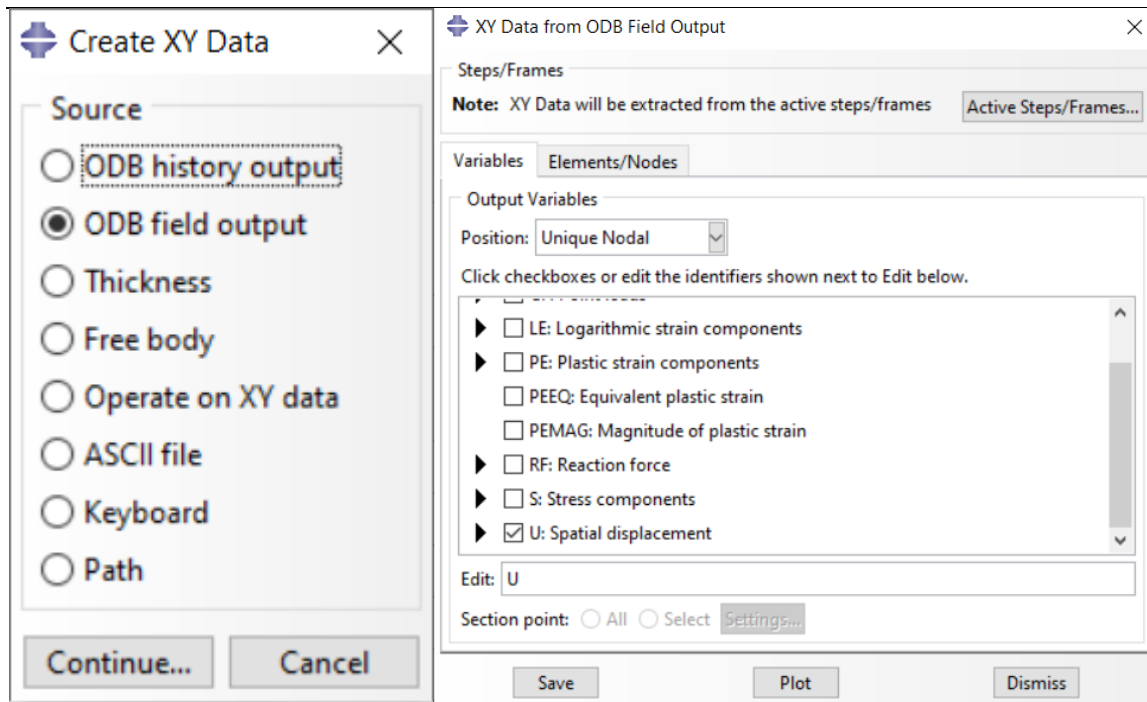 Create XY Data
Source
ODB history output
ODB field output
Thickness
Free body
Operate on XY data
ASCII file
Keyboard
Path
Continue...
Cancel
XY Data from ODB Field Output
Steps/Frames
Note: XY Data will be extracted from the active steps/frames
Active Steps/Frames...
Variables
Elements/Nodes
Output Variables
Position: Unique Nodal
Click checkboxes or edit the identifiers shown next to Edit below.
LE: Logarithmic strain components
PE: Plastic strain components
PEEQ: Equivalent plastic strain
PEMAG: Magnitude of plastic strain
RF: Reaction force
S: Stress components
U: Spatial displacement
Edit: U
Section point: All Select Settings...
Save
Plot
Dismiss